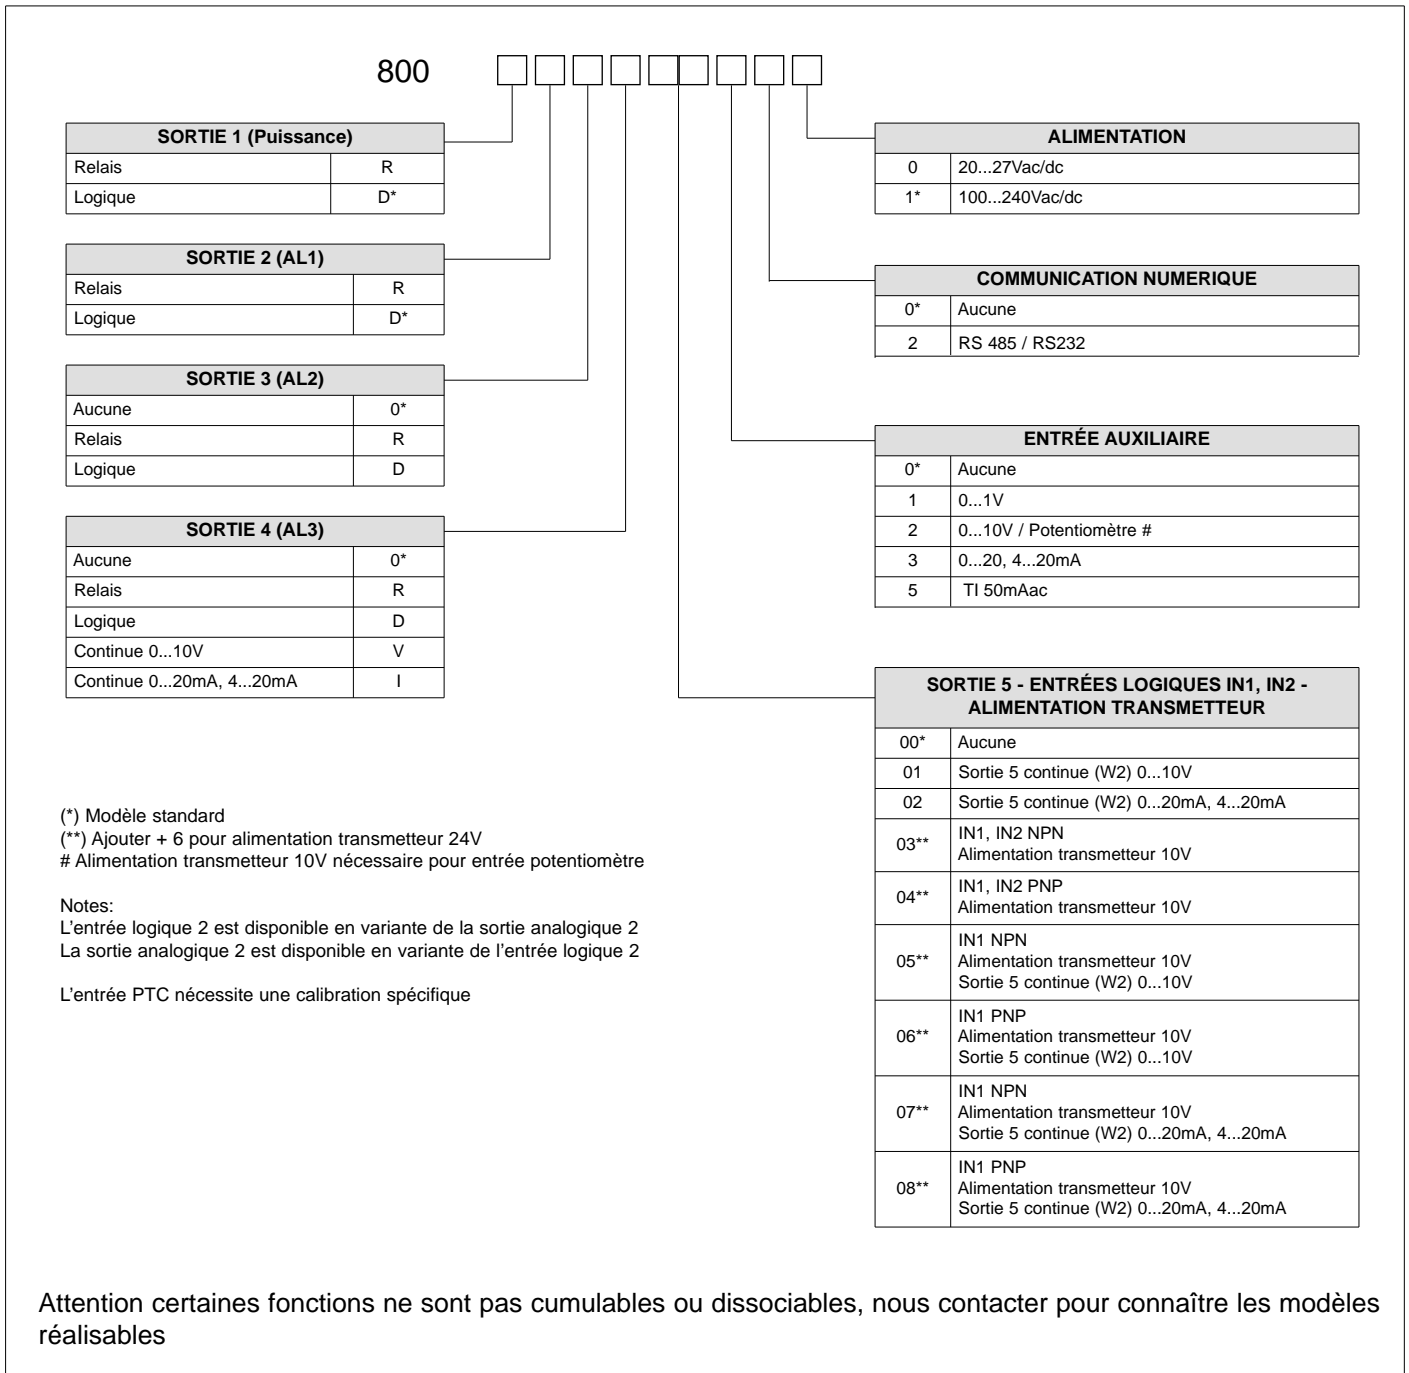 800
SORTIE 1 (Puissance)
Relais R
Logique D*
SORTIE 2 (AL1)
Relais R
Logique D*
SORTIE 3 (AL2)
Aucune 0*
Relais R
Logique D
SORTIE 4 (AL3)
Aucune 0*
Relais R
Logique D
Continue 0...10V V
Continue 0...20mA, 4...20mA I
(*) Modèle standard
(**) Ajouter + 6 pour alimentation transmetteur 24V
# Alimentation transmetteur 10V nécessaire pour entrée potentiomètre
Notes:
L’entrée logique 2 est disponible en variante de la sortie analogique 2
La sortie analogique 2 est disponible en variante de l’entrée logique 2
L’entrée PTC nécessite une calibration spécifique
ALIMENTATION
0 20...27Vac/dc
1* 100...240Vac/dc
COMMUNICATION NUMERIQUE
0* Aucune
2 RS 485 / RS232
ENTRÉE AUXILIAIRE
0* Aucune
1 0...1V
2 0...10V / Potentiomètre #
3 0...20, 4...20mA
5 TI 50mAac
SORTIE 5 - ENTRÉES LOGIQUES IN1, IN2 -
ALIMENTATION TRANSMETTEUR
00* Aucune
01 Sortie 5 continue (W2) 0...10V
02 Sortie 5 continue (W2) 0...20mA, 4...20mA
03** IN1, IN2 NPN
Alimentation transmetteur 10V
04** IN1, IN2 PNP
Alimentation transmetteur 10V
05** IN1 NPN
Alimentation transmetteur 10V
Sortie 5 continue (W2) 0...10V
06** IN1 PNP
Alimentation transmetteur 10V
Sortie 5 continue (W2) 0...10V
07** IN1 NPN
Alimentation transmetteur 10V
Sortie 5 continue (W2) 0...20mA, 4...20mA
08** IN1 PNP
Alimentation transmetteur 10V
Sortie 5 continue (W2) 0...20mA, 4...20mA
Attention certaines fonctions ne sont pas cumulables ou dissociables, nous contacter pour connaître les modèles
réalisables